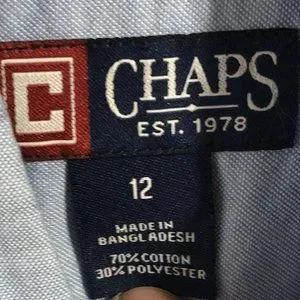 C CHAPS
EST. 1978
12
MADE IN
BANGLADESH
70% COTTON
30% POLYESTER